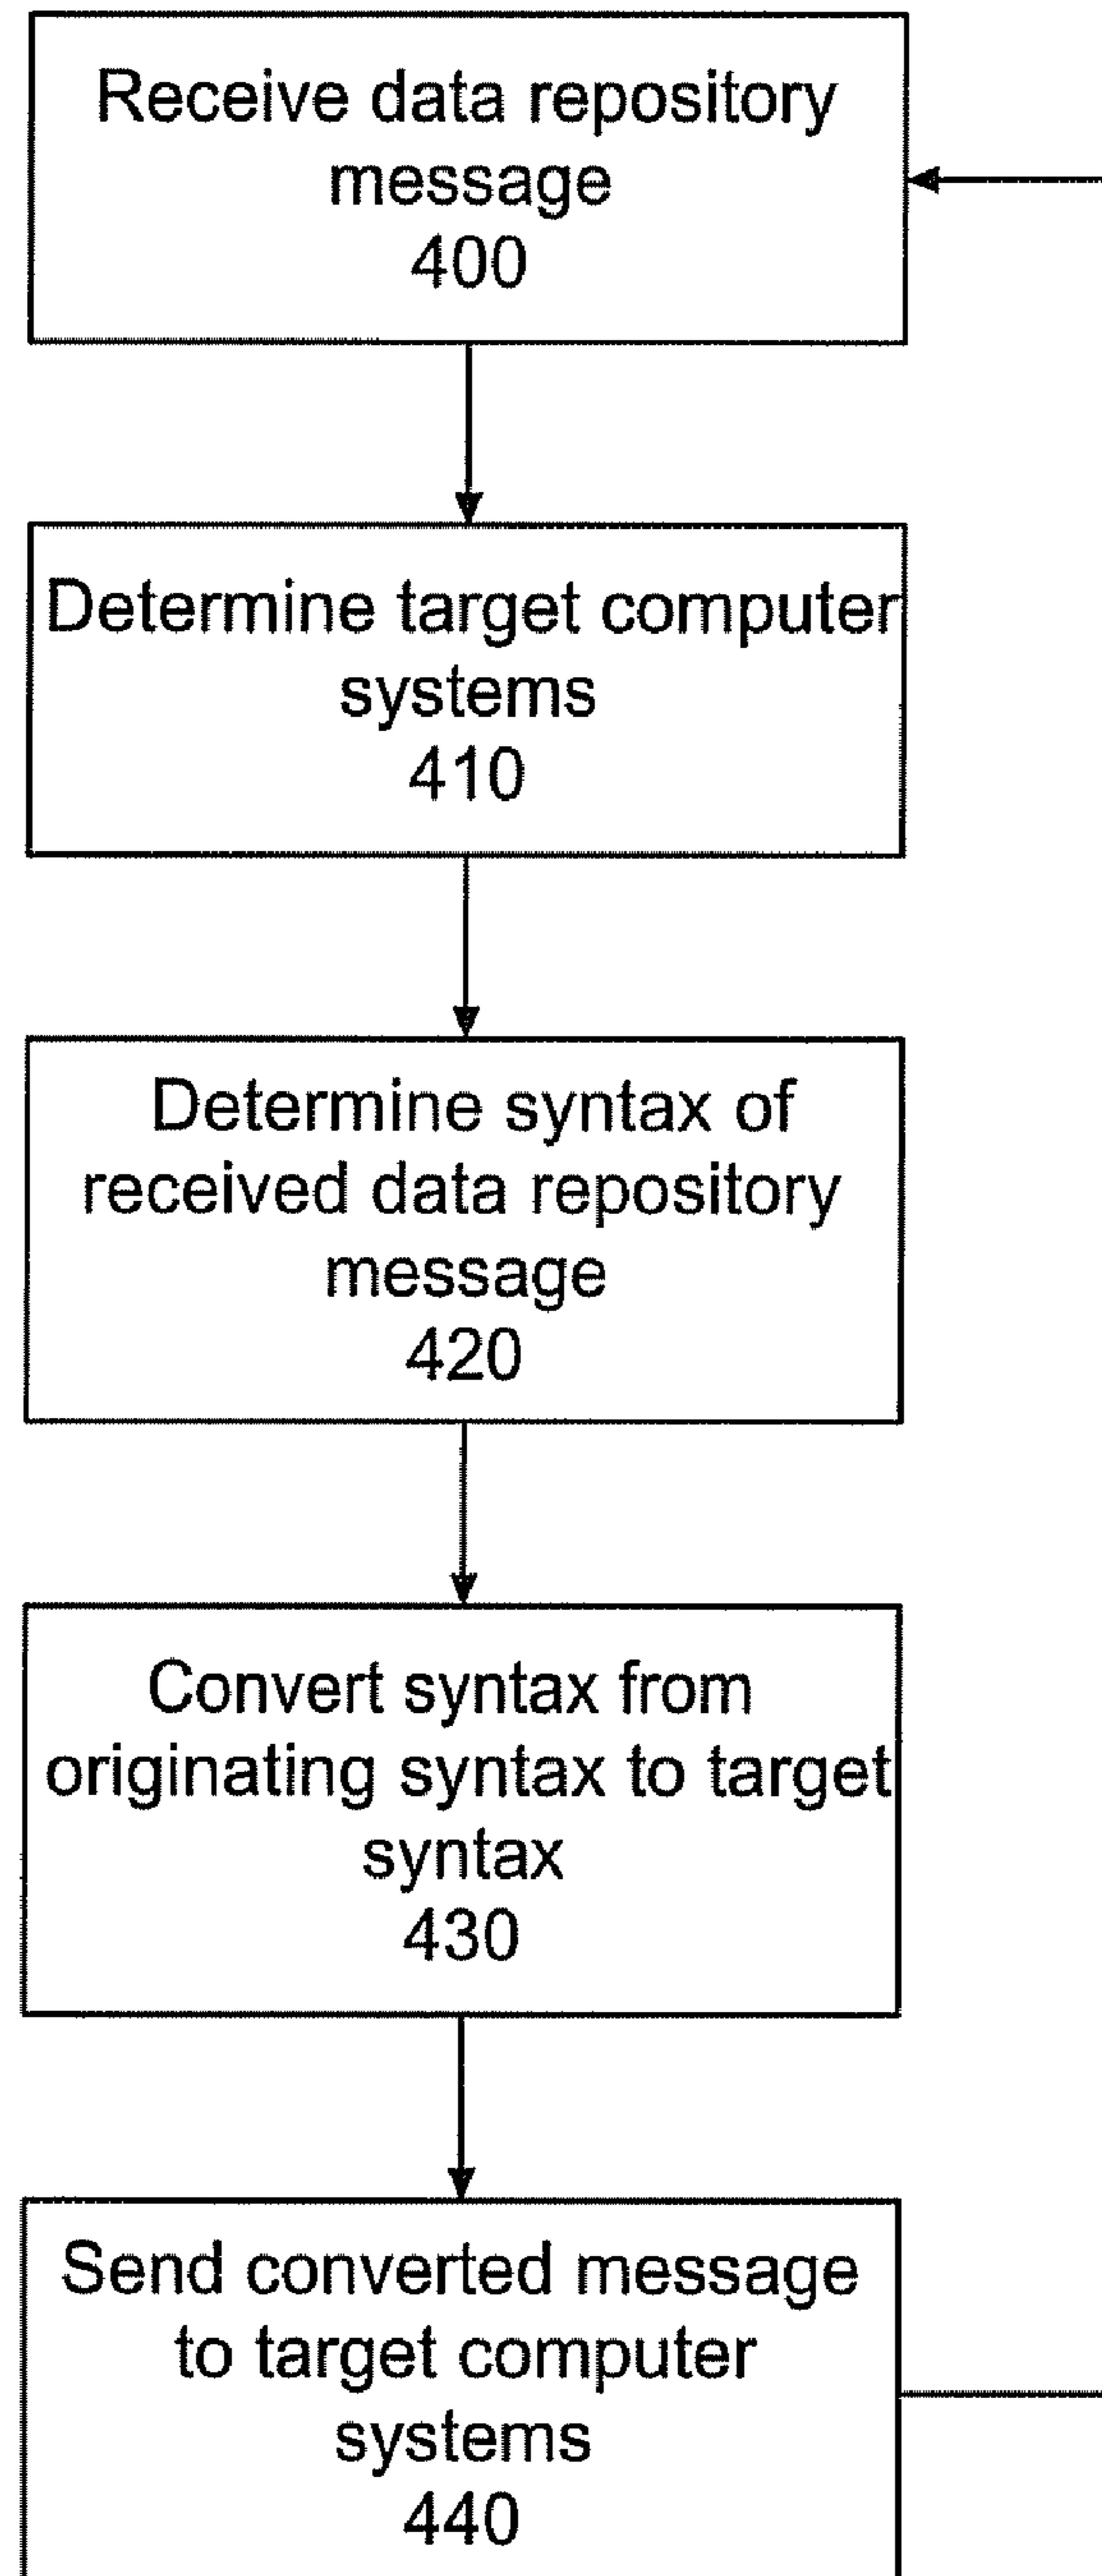 Receive data repository
message
400
Determine target computer
systems
410
Determine syntax of
received data repository
message
420
Convert syntax from
originating syntax to target
syntax
430
Send converted message
to target computer
systems
440